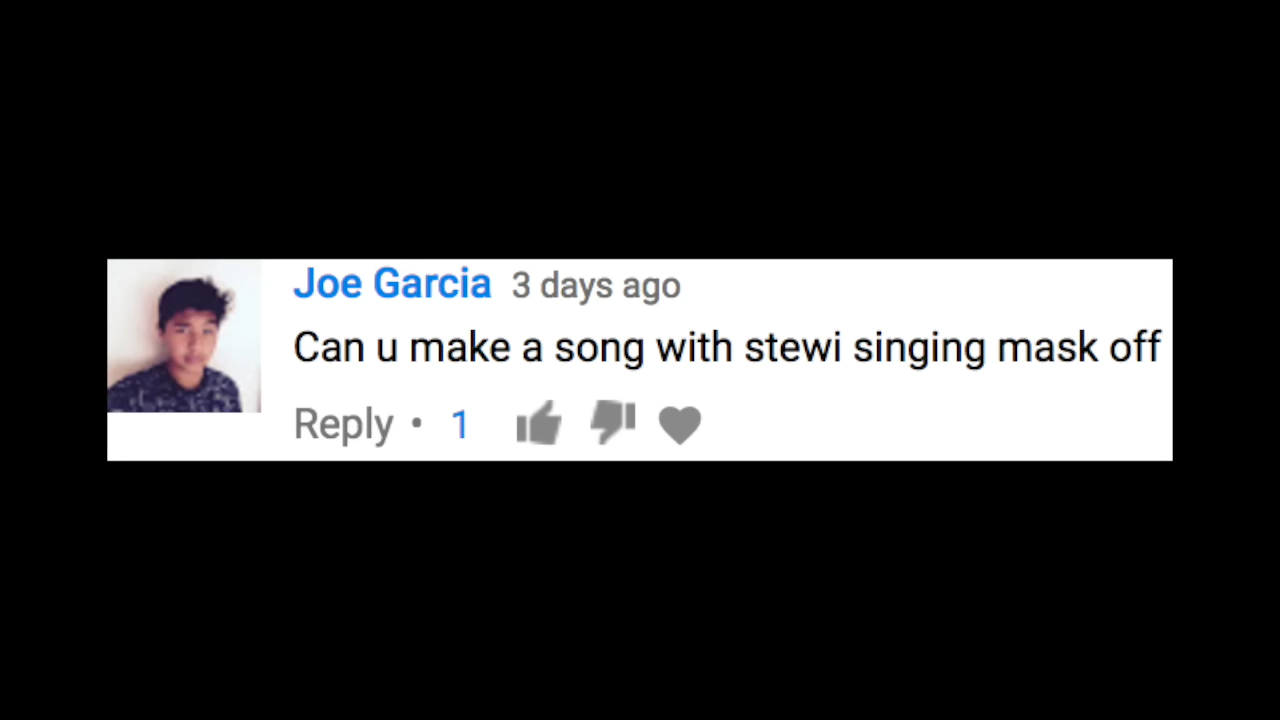 Joe Garcia 3 days ago
Can u make a song with stewi singing mask off
Reply • 1